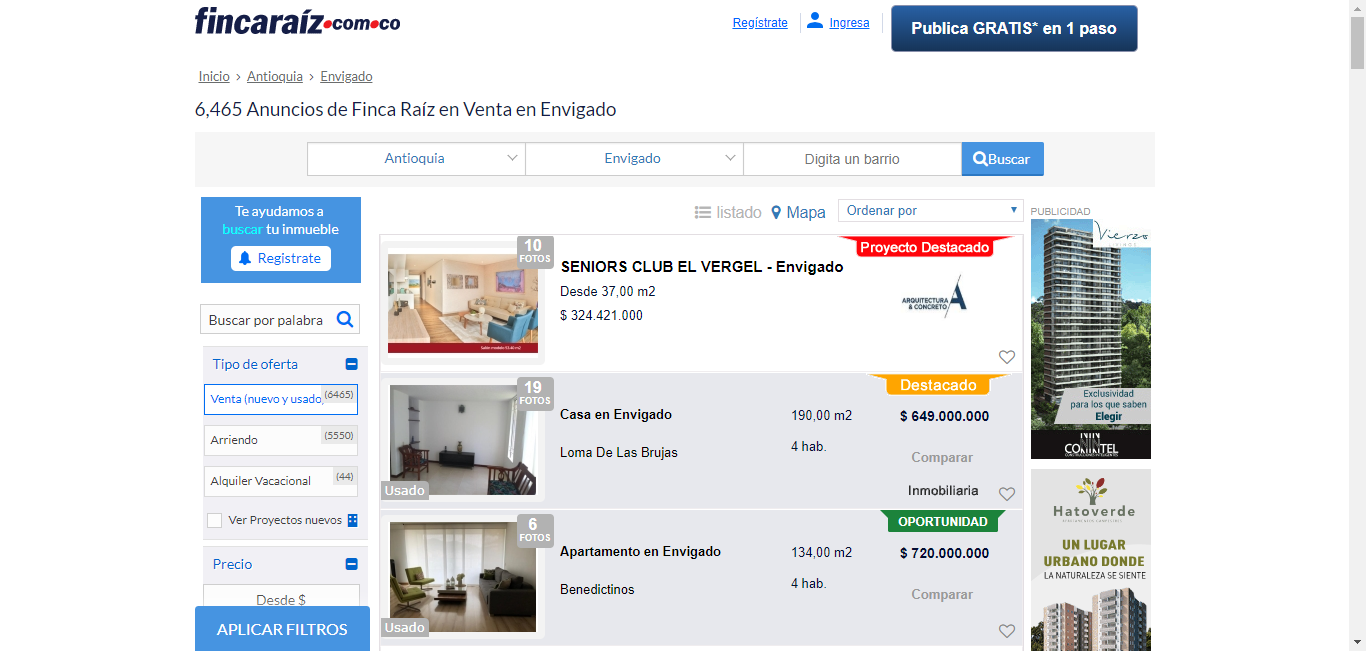 fincaraíz.com.co
Regístrate
Ingresa
Publica GRATIS* en 1 paso
Inicio › Antioquia › Envigado
6,465 Anuncios de Finca Raíz en Venta en Envigado
Antioquia
Envigado
Digita un barrio
Buscar
Te ayudamos a
buscar tu inmueble
Registrate
listado
Mapa
Ordenar por
PUBLICIDAD
Buscar por palabra
Tipo de oferta
Venta (nuevo y usado)
(6465)
Arriendo
(5550)
Alquiler Vacacional
(44)
Ver Proyectos nuevos
Precio
Desde $
APLICAR FILTROS
10
FOTOS
Proyecto Destacado
SENIORS CLUB EL VERGEL - Envigado
Desde 37,00 m2
$ 324.421.000
ARQUITECTURA
& CONCRETO
19
FOTOS
Usado
Destacado
Casa en Envigado
190,00 m2
$ 649.000.000
Loma De Las Brujas
4 hab.
Comparar
Inmobiliaria
6
FOTOS
Usado
OPORTUNIDAD
Apartamento en Envigado
134,00 m2
$ 720.000.000
Benedictinos
4 hab.
Comparar
Vierzo
Exclusividad
para los que saben
Elegir
CONINTEL
Hatoverde
UN LUGAR
URBANO DONDE
LA NATURALEZA SE SIENTE